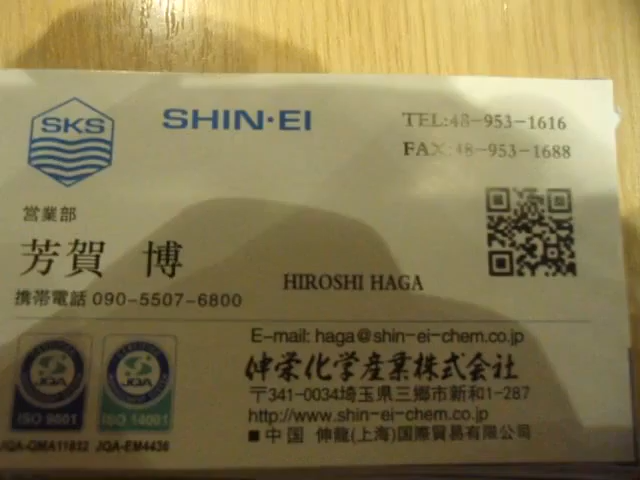 SKS
SHIN·EI
TEL:48-953-1616
FAX:48-953-1688
営業部
芳賀 博
HIROSHI HAGA
携帯電話 090-5507-6800
E-mail: haga@shin-ei-chem.co.jp
伸栄化学産業株式会社
〒341-0034埼玉県三郷市新和1-287
http://www.shin-ei-chem.co.jp
■ 中国 伸龍(上海)国際貿易有限公司
JQA
ISO 9001
JQA-QMA11832
JQA
ISO 14001
JQA-EM4436